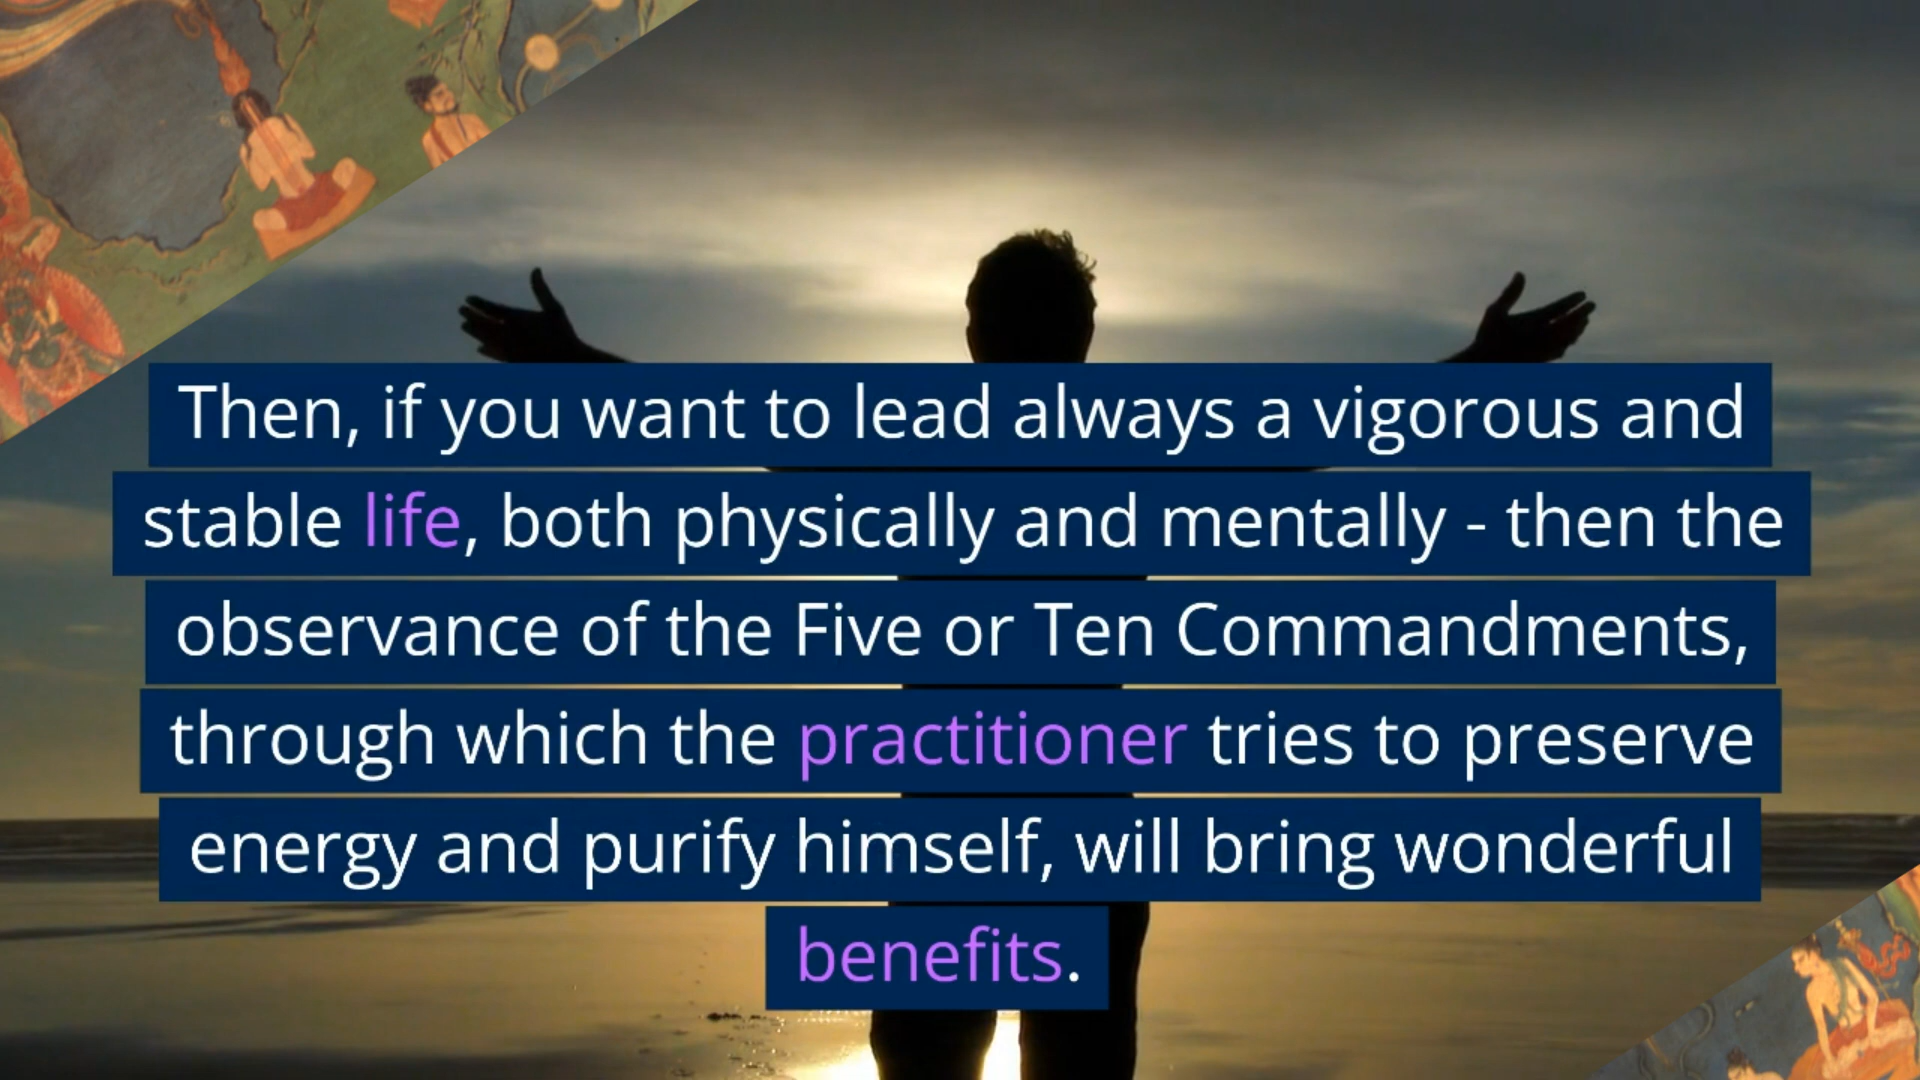 Then, if you want to lead always a vigorous and
stable life, both physically and mentally - then the
observance of the Five or Ten Commandments,
through which the practitioner tries to preserve
energy and purify himself, will bring wonderful
benefits.